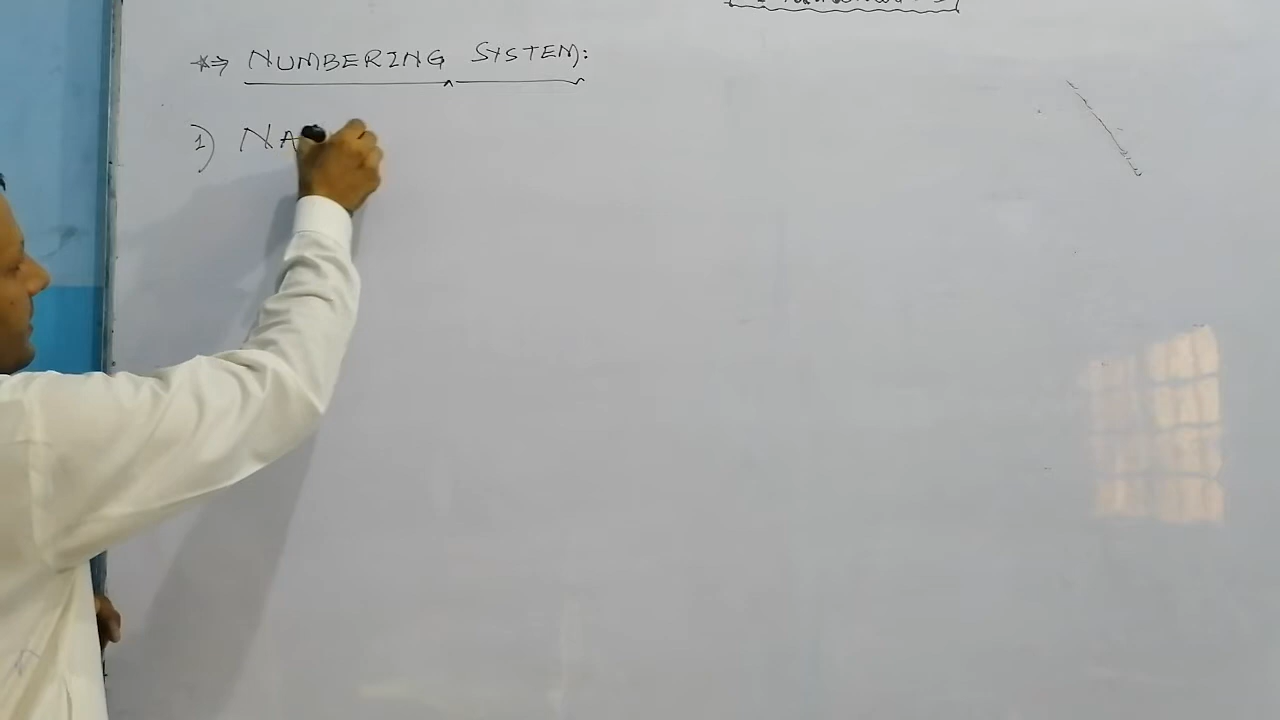 *⇒ NUMBERING SYSTEM:
1) NA